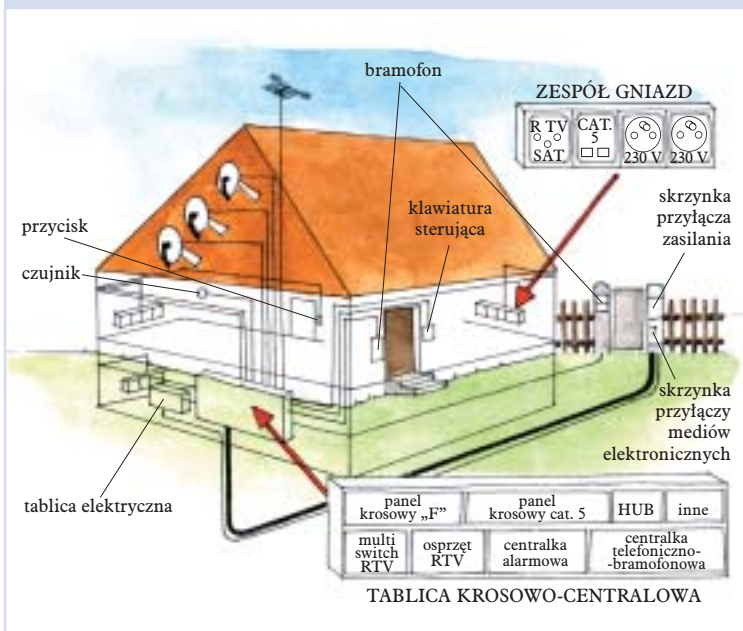 bramofon
ZESPÓŁ GNIAZD
R TV
SAT
CAT.
5
230 V
230 V
skrzynka
przyłącza
zasilania
klawiatura
sterująca
przycisk
czujnik
skrzynka
przyłączy
mediów
elektronicznych
tablica elektryczna
panel
krosowy „F”
panel
krosowy cat. 5
HUB
inne
multi
switch
RTV
osprzęt
RTV
centralka
alarmowa
centralka
telefoniczno-
-bramofonowa
TABLICA KROSOWO-CENTRALOWA